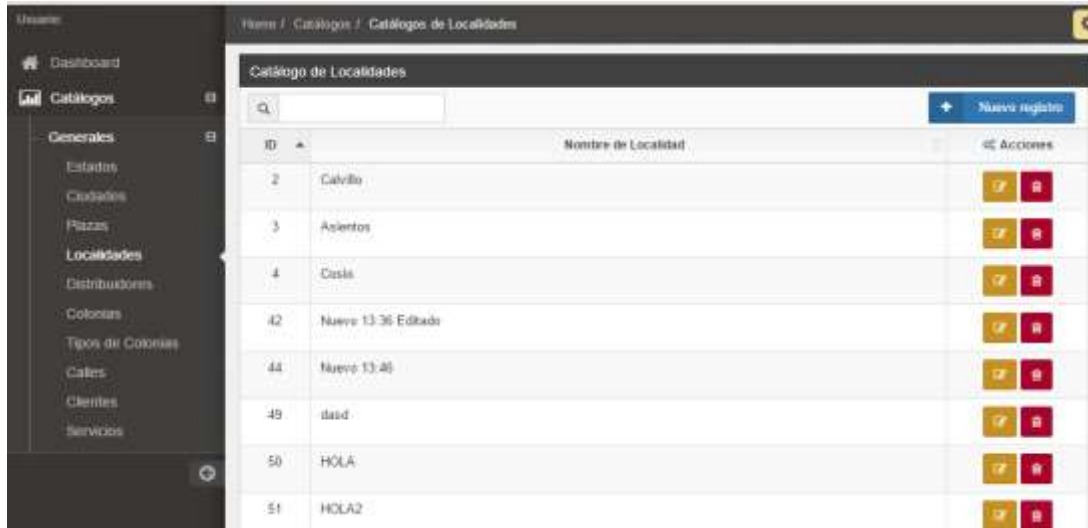 Usuario:
Home / Catálogos / Catálogos de Localidades
Dashboard
Catálogos
Generales
Estados
Ciudades
Plazas
Localidades
Distribuidores
Colonias
Tipos de Colonias
Calles
Clientes
Servicios
Catálogo de Localidades
Nuevo registro
ID Nombre de Localidad Acciones
2 Calvillo
3 Asientos
4 Cosio
42 Nuevo 13:36 Editado
44 Nuevo 13:46
49 dasd
50 HOLA
51 HOLA2